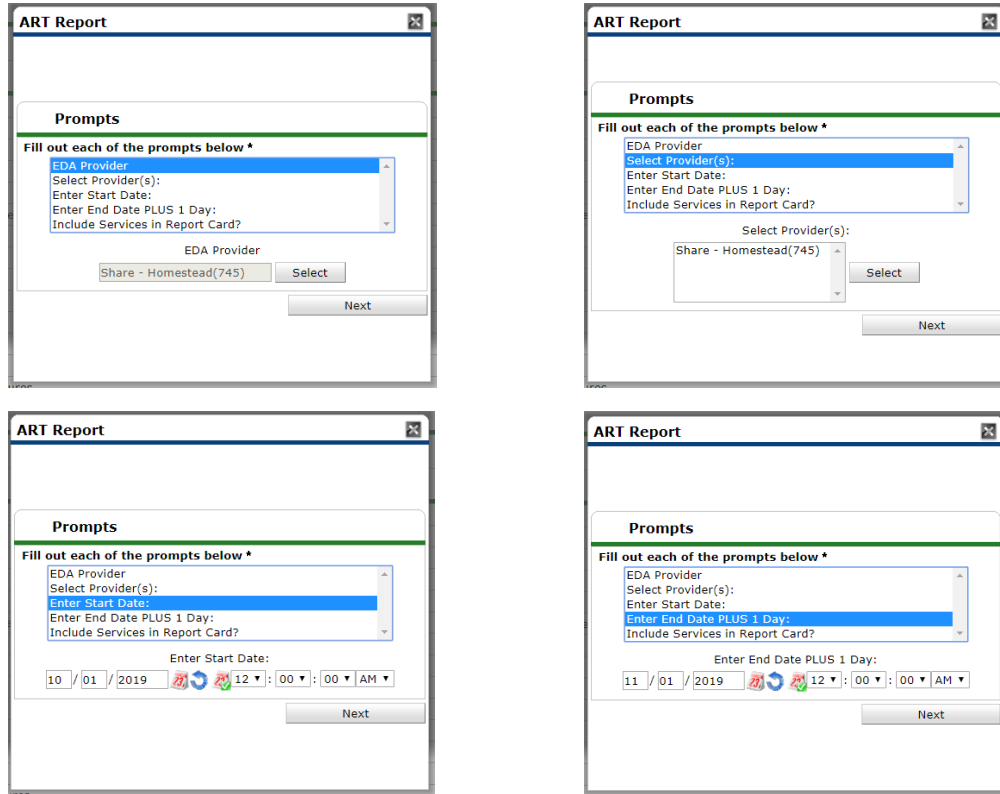 ART Report
Prompts
Fill out each of the prompts below *
EDA Provider
Select Provider(s):
Enter Start Date:
Enter End Date PLUS 1 Day:
Include Services in Report Card?
EDA Provider
Share - Homestead(745) Select
Next
ART Report
Prompts
Fill out each of the prompts below *
EDA Provider
Select Provider(s):
Enter Start Date:
Enter End Date PLUS 1 Day:
Include Services in Report Card?
Select Provider(s):
Share - Homestead(745)
Select
Next
ART Report
Prompts
Fill out each of the prompts below *
EDA Provider
Select Provider(s):
Enter Start Date:
Enter End Date PLUS 1 Day:
Include Services in Report Card?
Enter Start Date:
10 / 01 / 2019 12 : 00 : 00 AM
Next
ART Report
Prompts
Fill out each of the prompts below *
EDA Provider
Select Provider(s):
Enter Start Date:
Enter End Date PLUS 1 Day:
Include Services in Report Card?
Enter End Date PLUS 1 Day:
11 / 01 / 2019 12 : 00 : 00 AM
Next